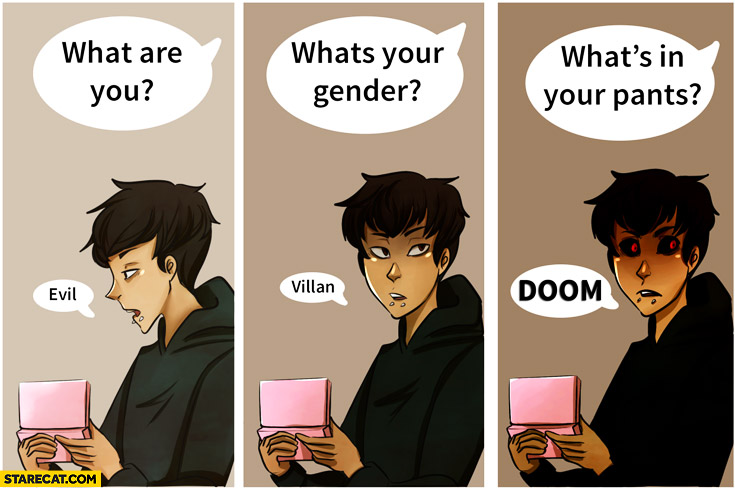 What are
you?
Evil
Whats your
gender?
Villan
What's in
your pants?
DOOM
STARECAT.COM